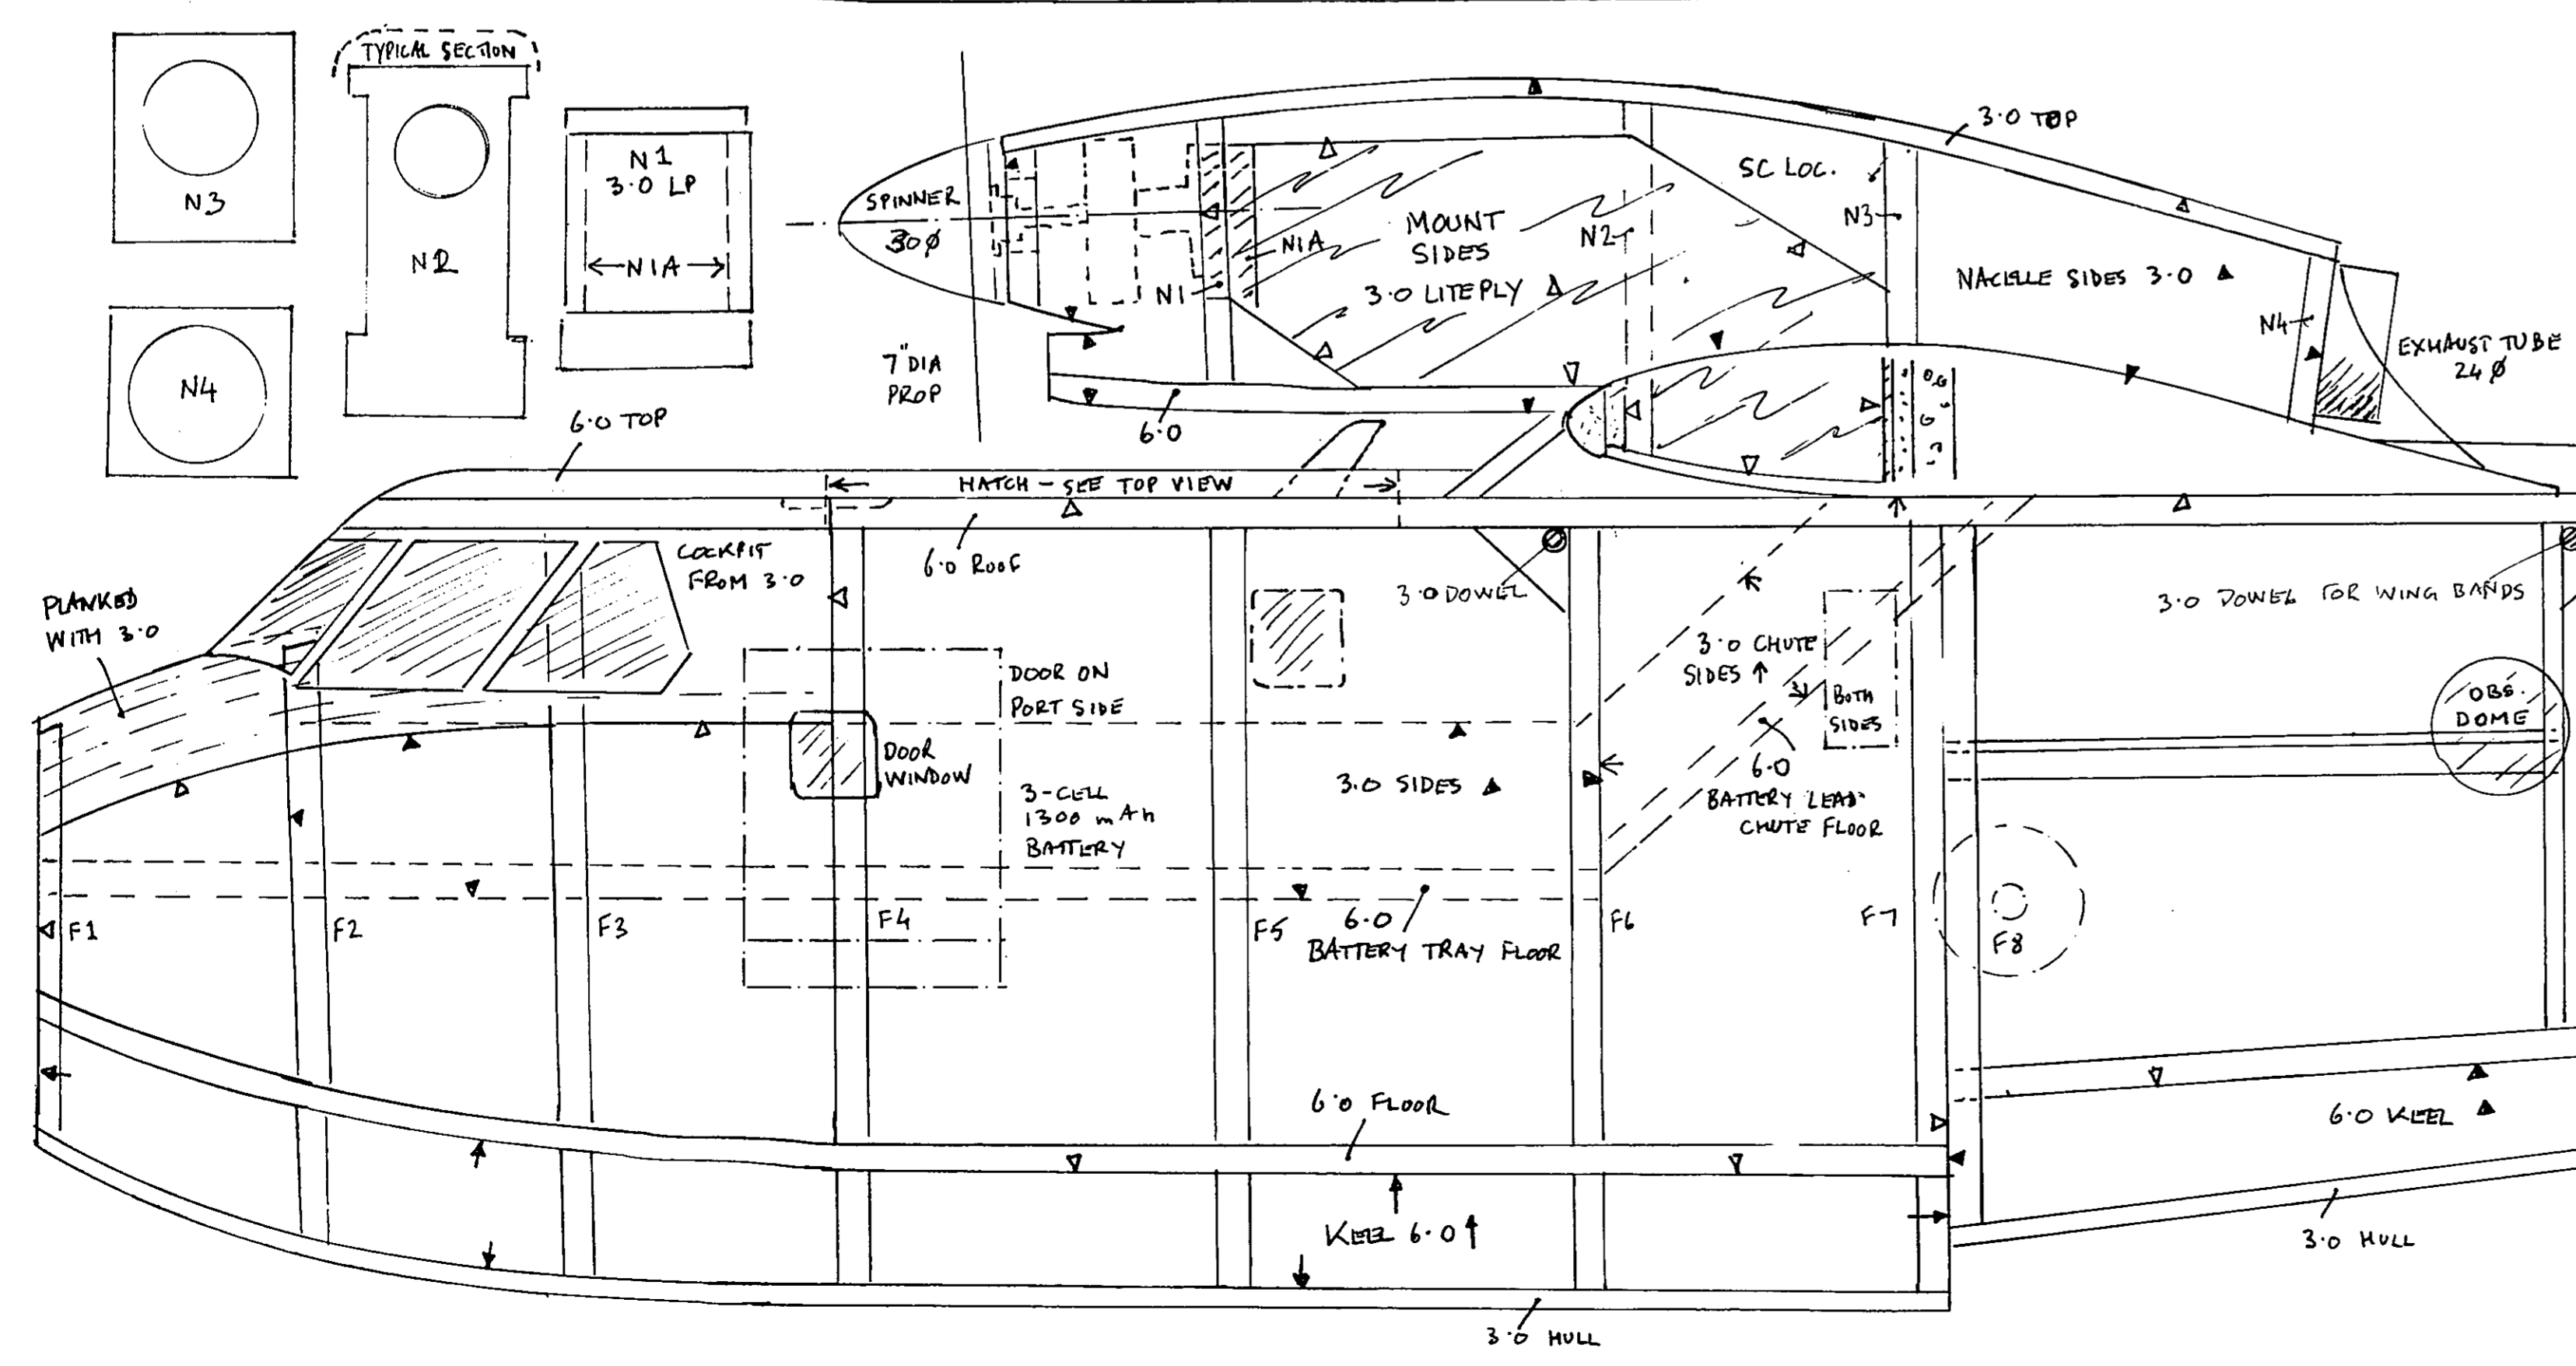 TYPICAL SECTION
N3
N2
N1
3.0 LP
N1A
N4
SPINNER
30Ø
7" DIA
PROP
MOUNT
SIDES
3.0 LITEPLY
N1A
N1
N2
SC LOC.
N3
3.0 TOP
NACELLE SIDES 3.0
N4
EXHAUST TUBE
24Ø
6.0
6.0 TOP
HATCH – SEE TOP VIEW
COCKPIT
FROM 3.0
6.0 ROOF
3.0 DOWEL
3.0 DOWEL FOR WING BANDS
PLANKED
WITH 3.0
DOOR ON
PORT SIDE
DOOR
WINDOW
3-CELL
1300 mAh
BATTERY
3.0 SIDES
3.0 CHUTE
SIDES
BOTH
SIDES
6.0
BATTERY LEAD-
CHUTE FLOOR
OBS.
DOME
F1
F2
F3
F4
F5
6.0
BATTERY TRAY FLOOR
F6
F7
F8
6.0 FLOOR
6.0 KEEL
KEEL 6.0
3.0 HULL
3.0 HULL